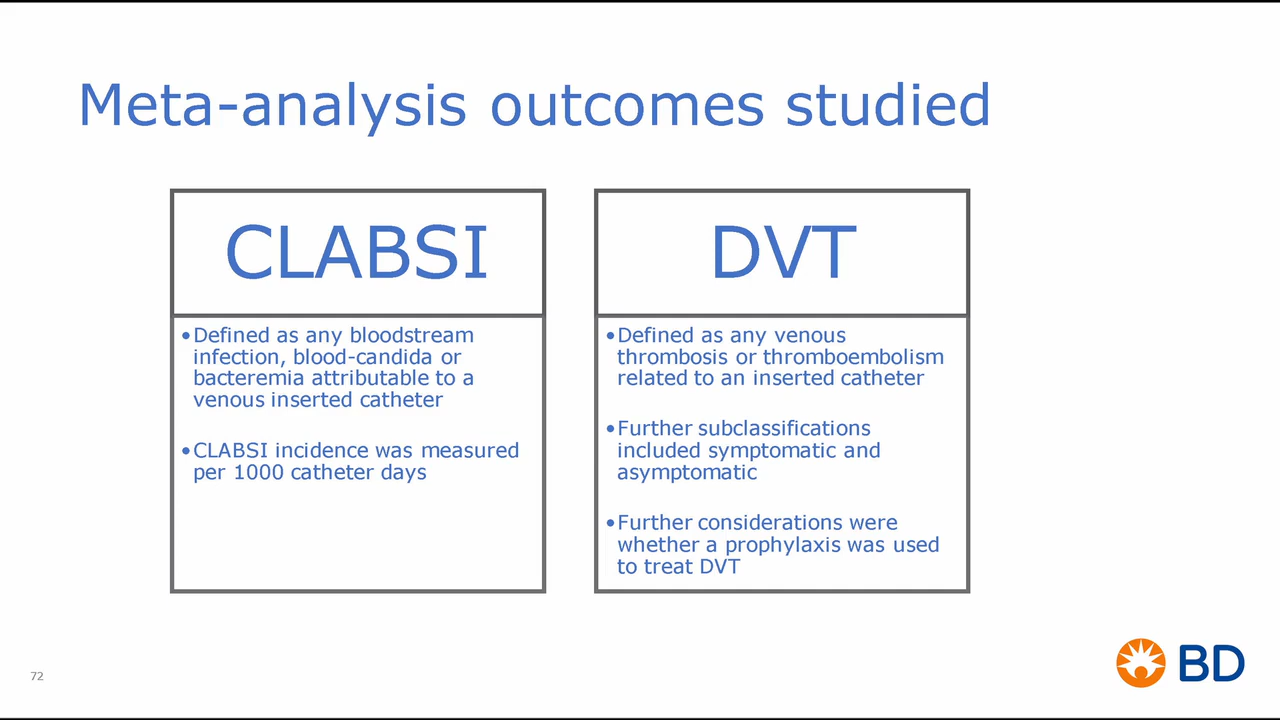 Meta-analysis outcomes studied
CLABSI
•Defined as any bloodstream
infection, blood-candida or
bacteremia attributable to a
venous inserted catheter
•CLABSI incidence was measured
per 1000 catheter days
DVT
•Defined as any venous
thrombosis or thromboembolism
related to an inserted catheter
•Further subclassifications
included symptomatic and
asymptomatic
•Further considerations were
whether a prophylaxis was used
to treat DVT
72
BD